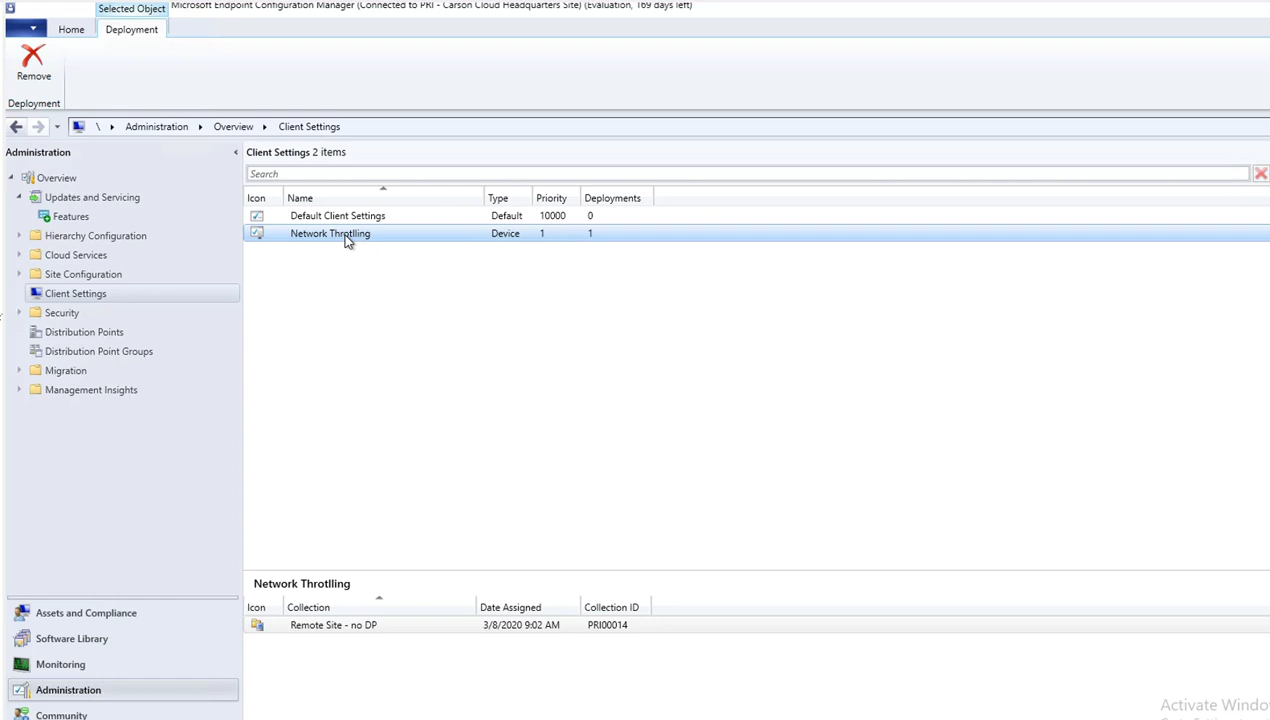 Selected Object
Microsoft Endpoint Configuration Manager (Connected to PRI - Carson Cloud Headquarters Site) (Evaluation, 169 days left)
Home
Deployment
Remove
Deployment
\ Administration Overview Client Settings
Administration
Overview
Updates and Servicing
Features
Hierarchy Configuration
Cloud Services
Site Configuration
Client Settings
Security
Distribution Points
Distribution Point Groups
Migration
Management Insights
Assets and Compliance
Software Library
Monitoring
Administration
Community
Client Settings 2 items
Search
Icon Name Type Priority Deployments
Default Client Settings Default 10000 0
Network Throtlling Device 1 1
Network Throtlling
Icon Collection Date Assigned Collection ID
Remote Site - no DP 3/8/2020 9:02 AM PRI00014
Activate Windo